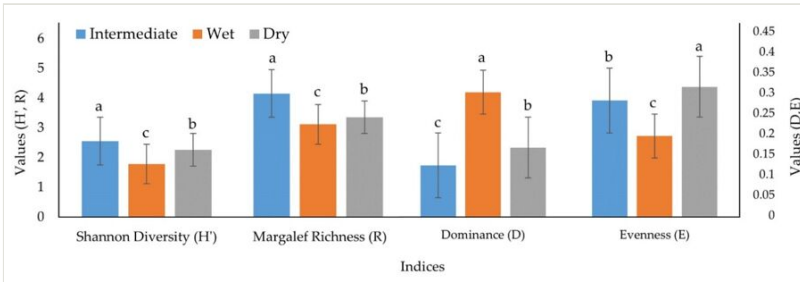 Intermediate Wet Dry
Values (H', R)
6
5
4
3
2
1
0
a
c
b
a
c
b
c
a
b
b
c
a
0.45
0.4
0.35
0.3
0.25
0.2
0.15
0.1
0.05
0
Values (D,E)
Shannon Diversity (H') Margalef Richness (R) Dominance (D) Evenness (E)
Indices